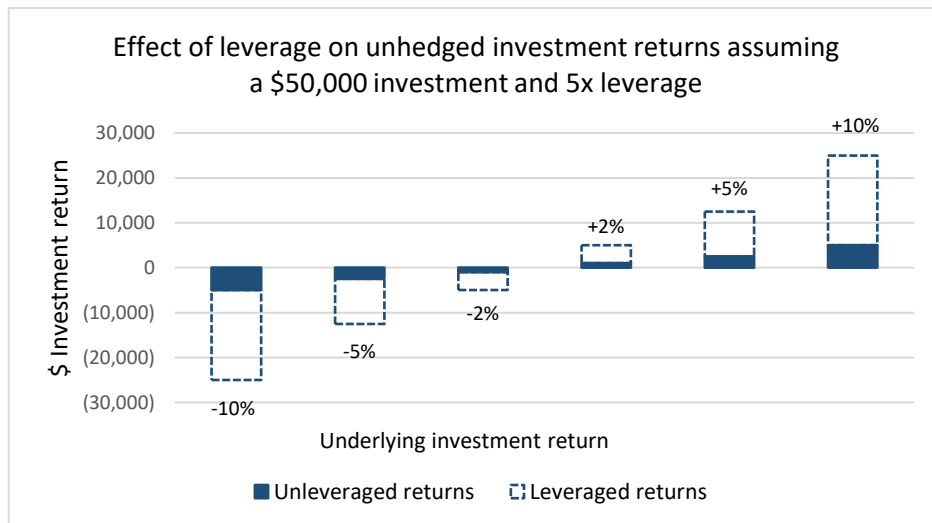 Effect of leverage on unhedged investment returns assuming
a $50,000 investment and 5x leverage
$ Investment return
30,000
20,000
10,000
0
(10,000)
(20,000)
(30,000)
-10%
-5%
-2%
+2%
+5%
+10%
Underlying investment return
Unleveraged returns
Leveraged returns